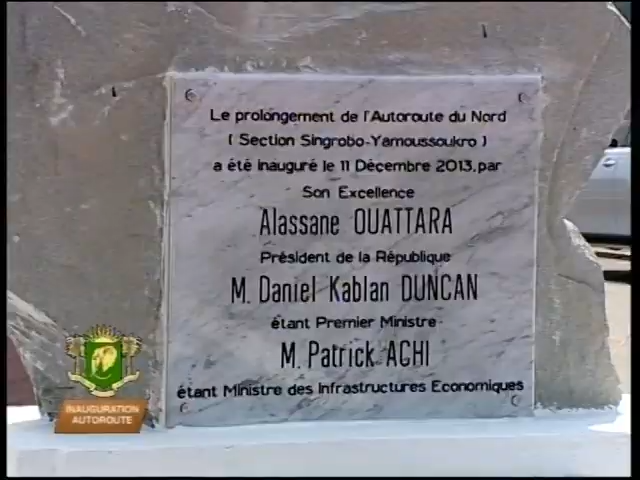 Le prolongement de l'Autoroute du Nord
( Section Singrobo-Yamoussoukro )
a été inauguré le 11 Décembre 2013, par
Son Excellence
Alassane OUATTARA
Président de la République
M. Daniel Kablan DUNCAN
étant Premier Ministre
M. Patrick ACHI
étant Ministre des Infrastructures Economiques
INAUGURATION
AUTOROUTE